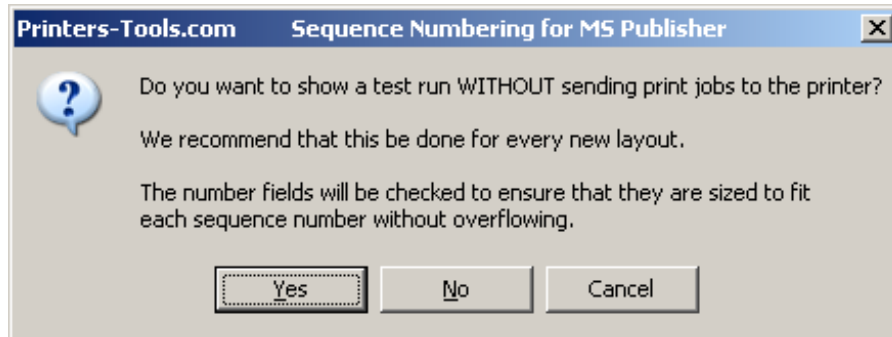 Printers-Tools.com Sequence Numbering for MS Publisher
Do you want to show a test run WITHOUT sending print jobs to the printer?
We recommend that this be done for every new layout.
The number fields will be checked to ensure that they are sized to fit
each sequence number without overflowing.
Yes No Cancel